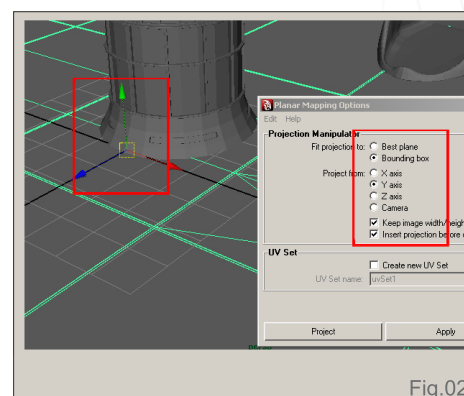 Planar Mapping Options
Edit Help
Projection Manipulator
Fit projection to: Best plane
Bounding box
Project from: X axis
Y axis
Z axis
Camera
Keep image width/heigh
Insert projection before
UV Set
Create new UV Set
UV Set name: uvSet1
Project Apply
Fig.02